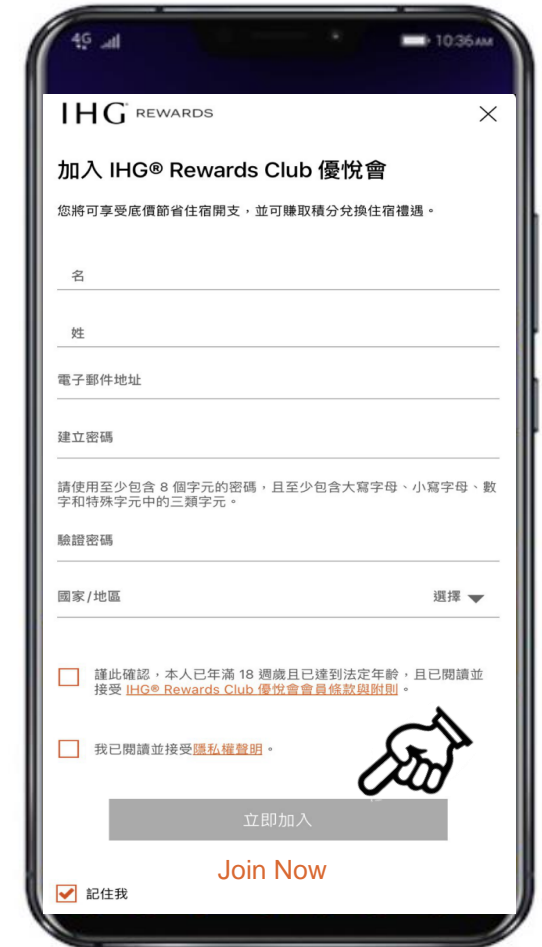 4G 10:36 AM
IHG® REWARDS
加入 IHG® Rewards Club 優悅會
您將可享受底價節省住宿開支，並可賺取積分兌換住宿禮遇。
名
姓
電子郵件地址
建立密碼
請使用至少包含 8 個字元的密碼，且至少包含大寫字母、小寫字母、數
字和特殊字元中的三類字元。
驗證密碼
國家/地區 選擇
謹此確認，本人已年滿 18 週歲且已達到法定年齡，且已閱讀並
接受 IHG® Rewards Club 優悅會會員條款與附則。
我已閱讀並接受隱私權聲明。
立即加入
Join Now
記住我